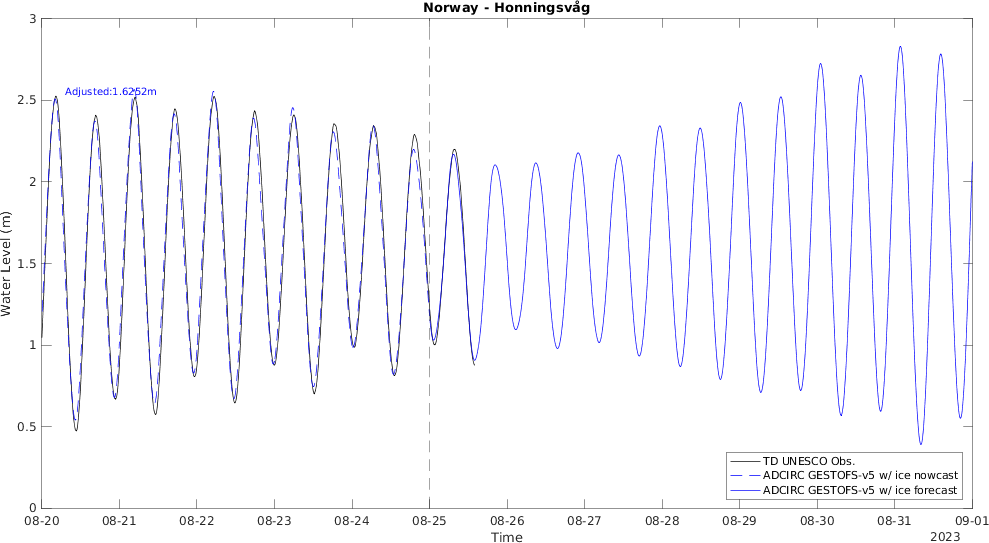 Norway - Honningsvåg
3
2.5
2
1.5
1
0.5
0
Water Level (m)
Adjusted:1.6252m
TD UNESCO Obs.
ADCIRC GESTOFS-v5 w/ ice nowcast
ADCIRC GESTOFS-v5 w/ ice forecast
08-20 08-21 08-22 08-23 08-24 08-25 08-26 08-27 08-28 08-29 08-30 08-31 09-01
Time
2023